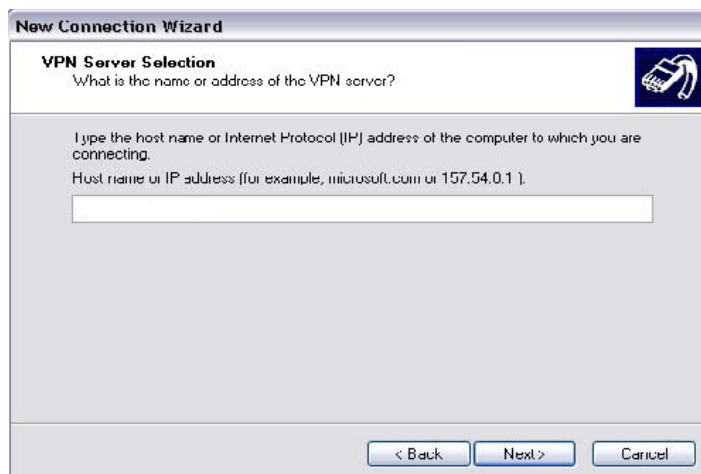 New Connection Wizard
VPN Server Selection
What is the name or address of the VPN server?
Type the host name or Internet Protocol (IP) address of the computer to which you are
connecting.
Host name or IP address (for example, microsoft.com or 157.54.0.1 ):
< Back Next > Cancel